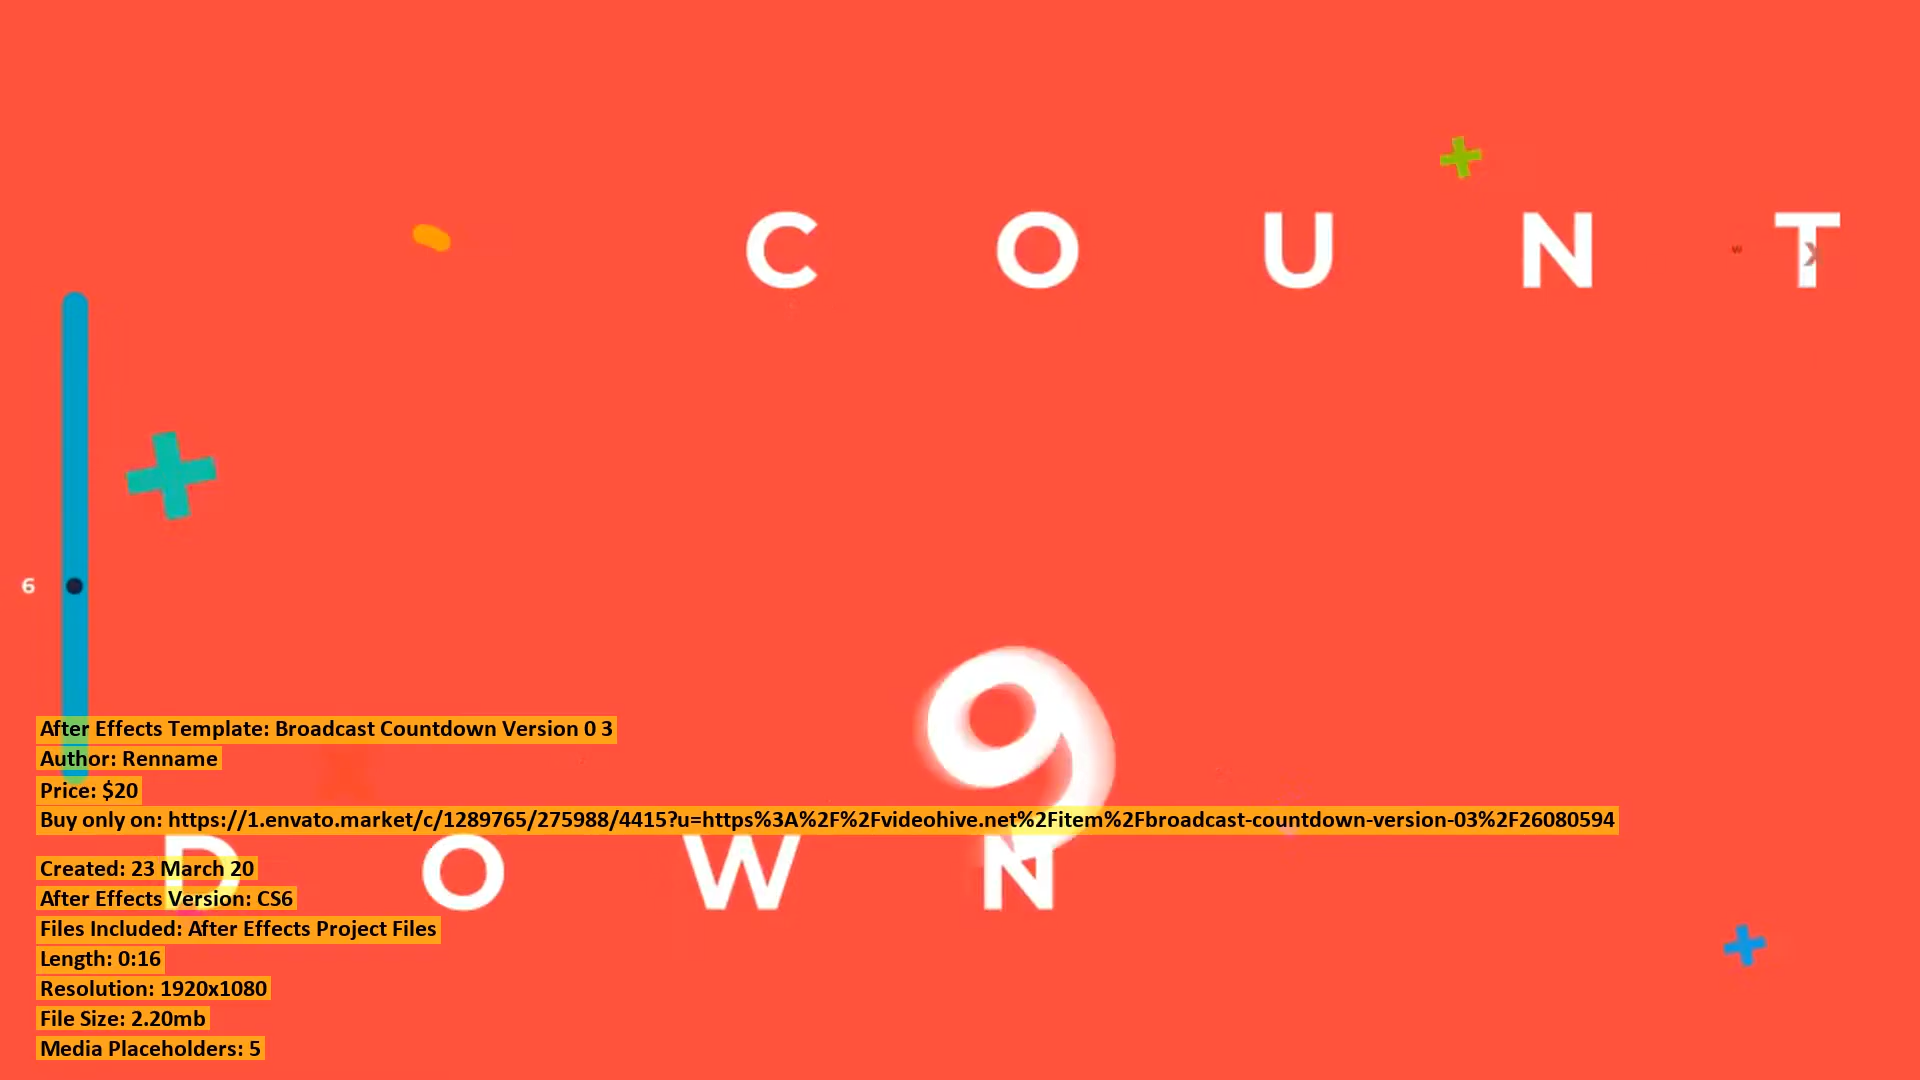 C O U N T
6
9
After Effects Template: Broadcast Countdown Version 0 3
Author: Renname
Price: $20
Buy only on: https://1.envato.market/c/1289765/275988/4415?u=https%3A%2F%2Fvideohive.net%2Fitem%2Fbroadcast-countdown-version-03%2F26080594
D O W N
Created: 23 March 20
After Effects Version: CS6
Files Included: After Effects Project Files
Length: 0:16
Resolution: 1920x1080
File Size: 2.20mb
Media Placeholders: 5